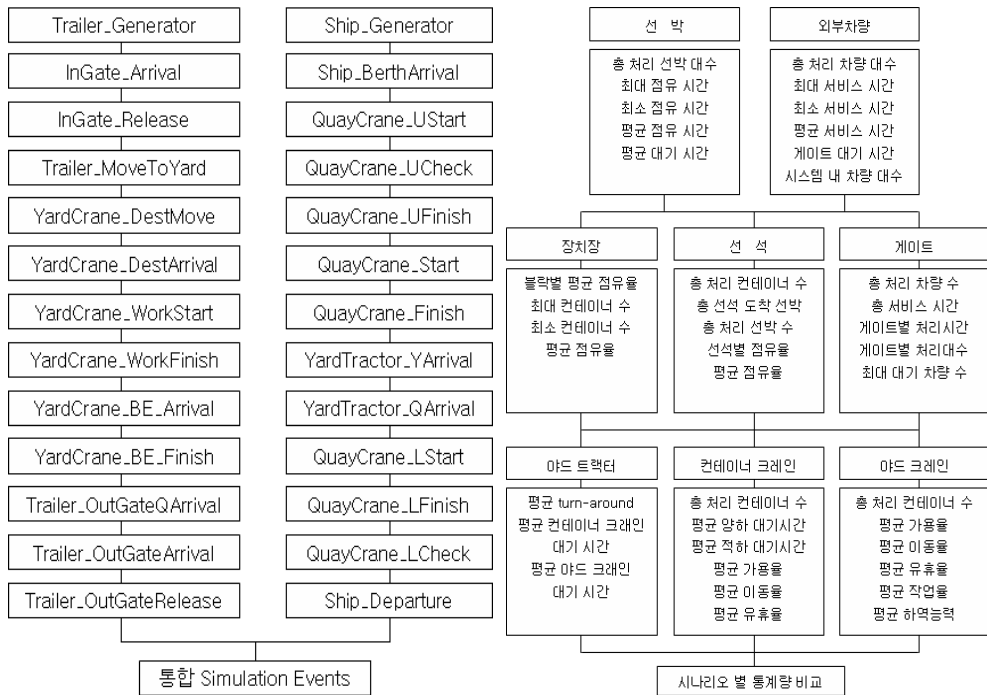 Trailer_Generator
InGate_Arrival
InGate_Release
Trailer_MoveToYard
YardCrane_DestMove
YardCrane_DestArrival
YardCrane_WorkStart
YardCrane_WorkFinish
YardCrane_BE_Arrival
YardCrane_BE_Finish
Trailer_OutGateQArrival
Trailer_OutGateArrival
Trailer_OutGateRelease
Ship_Generator
Ship_BerthArrival
QuayCrane_UStart
QuayCrane_UCheck
QuayCrane_UFinish
QuayCrane_Start
QuayCrane_Finish
YardTractor_YArrival
YardTractor_QArrival
QuayCrane_LStart
QuayCrane_LFinish
QuayCrane_LCheck
Ship_Departure
통합 Simulation Events
선 박
총 처리 선박 대수
최대 점유 시간
최소 점유 시간
평균 점유 시간
평균 대기 시간
외부차량
총 처리 차량 대수
최대 서비스 시간
최소 서비스 시간
평균 서비스 시간
게이트 대기 시간
시스템 내 차량 대수
장치장
블락별 평균 점유율
최대 컨테이너 수
최소 컨테이너 수
평균 점유율
선 석
총 처리 컨테이너 수
총 선석 도착 선박
총 처리 선박 수
선석별 점유율
평균 점유율
게이트
총 처리 차량 수
총 서비스 시간
게이트별 처리시간
게이트별 처리대수
최대 대기 차량 수
야드 트랙터
평균 turn-around
평균 컨테이너 크래인
대기 시간
평균 야드 크래인
대기 시간
컨테이너 크레인
총 처리 컨테이너 수
평균 양하 대기시간
평균 적하 대기시간
평균 가용율
평균 이동율
평균 유휴율
야드 크레인
총 처리 컨테이너 수
평균 가용율
평균 이동율
평균 유휴율
평균 작업율
평균 하역능력
시나리오 별 통계량 비교